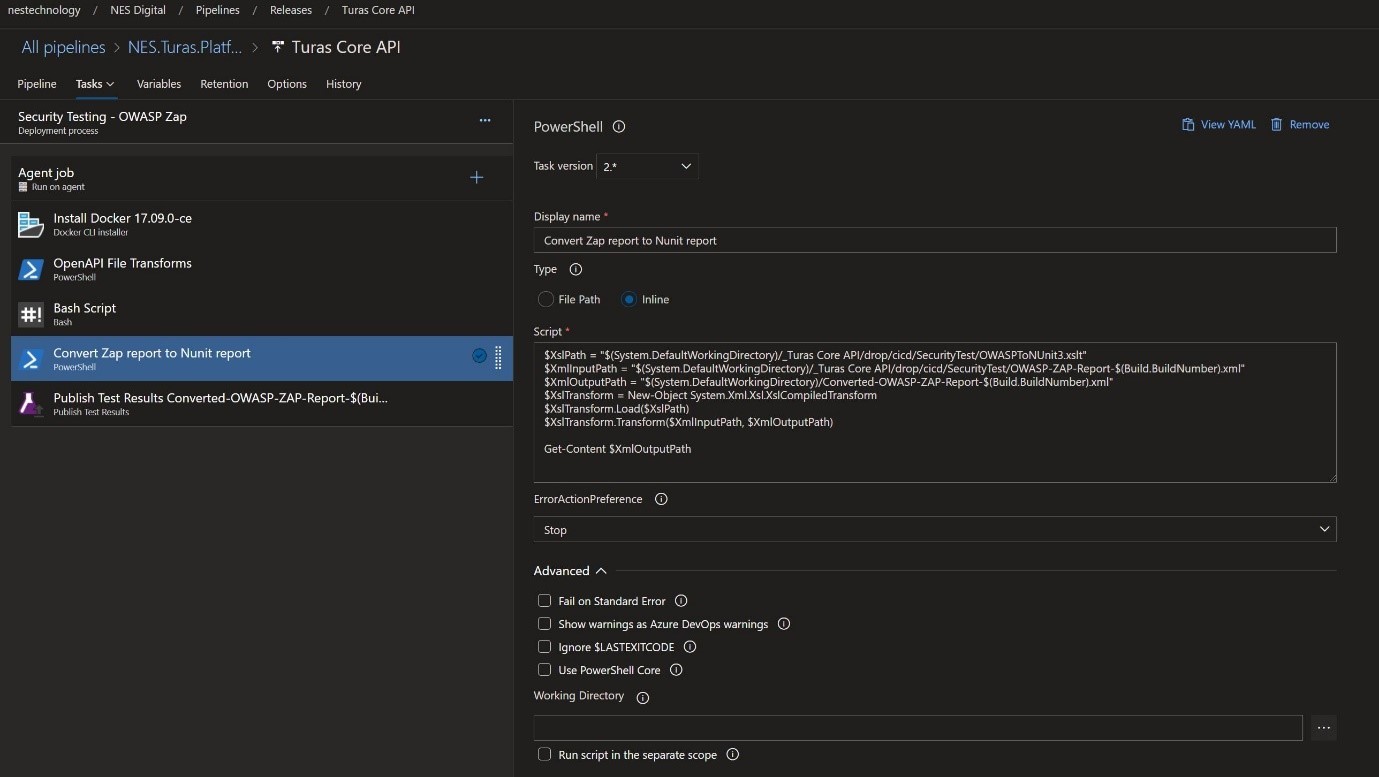 nestechnology / NES Digital / Pipelines / Releases / Turas Core API
All pipelines > NES.Turas.Platf... > Turas Core API
Pipeline Tasks Variables Retention Options History
Security Testing - OWASP Zap
Deployment process
Agent job
Run on agent
Install Docker 17.09.0-ce
Docker CLI installer
OpenAPI File Transforms
PowerShell
#!
Bash Script
Bash
Convert Zap report to Nunit report
PowerShell
Publish Test Results Converted-OWASP-ZAP-Report-$(Bui...
Publish Test Results
PowerShell
View YAML Remove
Task version 2.*
Display name *
Convert Zap report to Nunit report
Type
File Path Inline
Script *
$XslPath = "$(System.DefaultWorkingDirectory)/_Turas Core API/drop/cicd/SecurityTest/OWASPToNUnit3.xslt"
$XmlInputPath = "$(System.DefaultWorkingDirectory)/_Turas Core API/drop/cicd/SecurityTest/OWASP-ZAP-Report-$(Build.BuildNumber).xml"
$XmlOutputPath = "$(System.DefaultWorkingDirectory)/Converted-OWASP-ZAP-Report-$(Build.BuildNumber).xml"
$XslTransform = New-Object System.Xml.Xsl.XslCompiledTransform
$XslTransform.Load($XslPath)
$XslTransform.Transform($XmlInputPath, $XmlOutputPath)
Get-Content $XmlOutputPath
ErrorActionPreference
Stop
Advanced
Fail on Standard Error
Show warnings as Azure DevOps warnings
Ignore $LASTEXITCODE
Use PowerShell Core
Working Directory
...
Run script in the separate scope